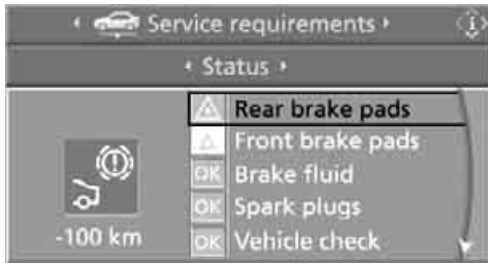 Service requirements
Status
Rear brake pads
Front brake pads
OK Brake fluid
OK Spark plugs
-100 km
OK Vehicle check